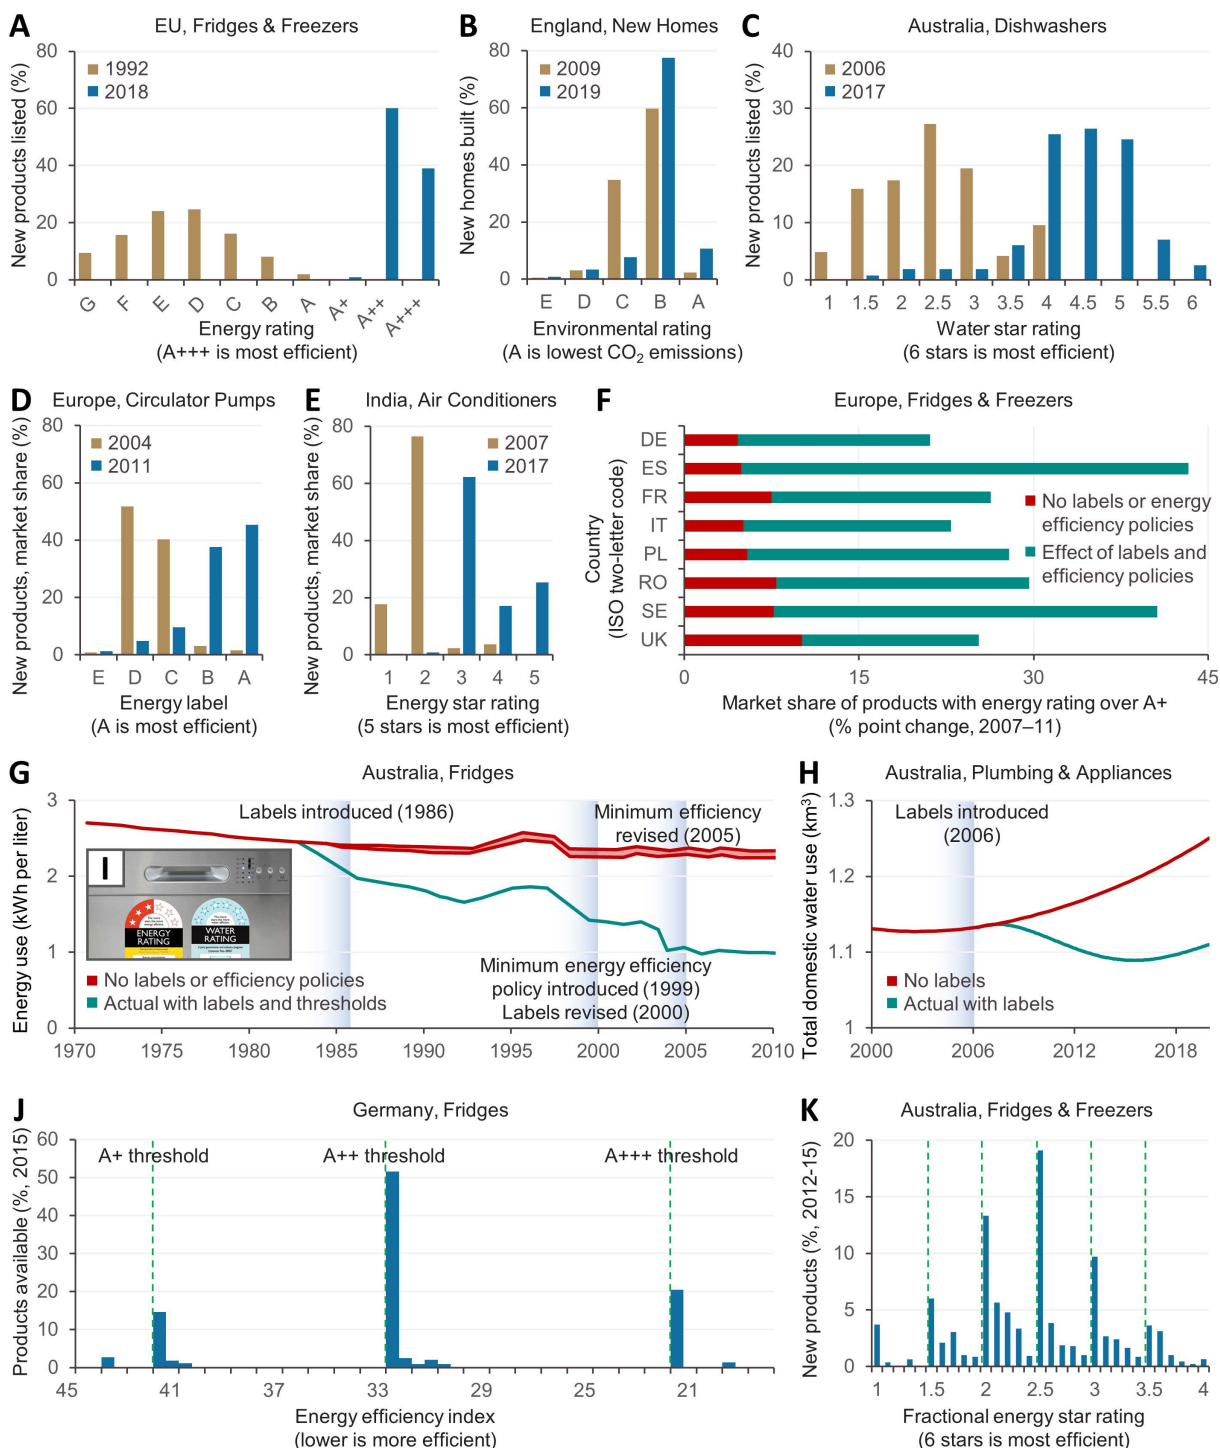 A
EU, Fridges & Freezers
New products listed (%)
80
60
40
20
0
1992
2018
G F E D C B A A+ A++ A+++
Energy rating
(A+++ is most efficient)
B
England, New Homes
New homes built (%)
80
60
40
20
0
2009
2019
E D C B A
Environmental rating
(A is lowest CO₂ emissions)
C
Australia, Dishwashers
New products listed (%)
40
30
20
10
0
2006
2017
1 1.5 2 2.5 3 3.5 4 4.5 5 5.5 6
Water star rating
(6 stars is most efficient)
D
Europe, Circulator Pumps
New products, market share (%)
80
60
40
20
0
2004
2011
E D C B A
Energy label
(A is most efficient)
E
India, Air Conditioners
New products, market share (%)
80
60
40
20
0
2007
2017
1 2 3 4 5
Energy star rating
(5 stars is most efficient)
F
Europe, Fridges & Freezers
Country
(ISO two-letter code)
DE
ES
FR
IT
PL
RO
SE
UK
No labels or energy
efficiency policies
Effect of labels and
efficiency policies
0 15 30 45
Market share of products with energy rating over A+
(% point change, 2007–11)
G
Australia, Fridges
Energy use (kWh per liter)
3
2
1
0
Labels introduced (1986)
Minimum efficiency
revised (2005)
I
ENERGY
RATING
WATER
RATING
No labels or efficiency policies
Actual with labels and thresholds
Minimum energy efficiency
policy introduced (1999)
Labels revised (2000)
1970 1975 1980 1985 1990 1995 2000 2005 2010
H
Australia, Plumbing & Appliances
Total domestic water use (km³)
1.3
1.2
1.1
1
Labels introduced
(2006)
No labels
Actual with labels
2000 2006 2012 2018
J
Germany, Fridges
Products available (%, 2015)
60
50
40
30
20
10
0
A+ threshold
A++ threshold
A+++ threshold
45 41 37 33 29 25 21
Energy efficiency index
(lower is more efficient)
K
Australia, Fridges & Freezers
New products (%, 2012-15)
20
15
10
5
0
1 1.5 2 2.5 3 3.5 4
Fractional energy star rating
(6 stars is most efficient)